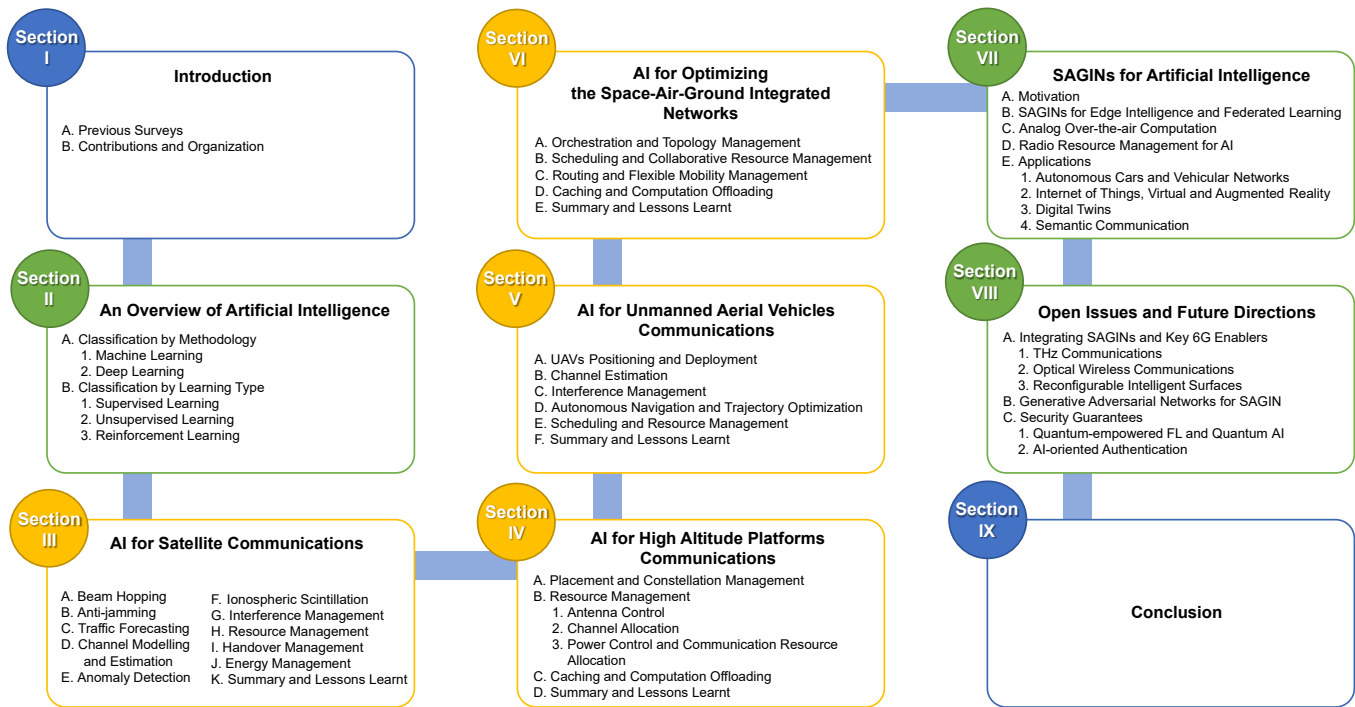 Section
I
Introduction
A. Previous Surveys
B. Contributions and Organization
Section
II
An Overview of Artificial Intelligence
A. Classification by Methodology
1. Machine Learning
2. Deep Learning
B. Classification by Learning Type
1. Supervised Learning
2. Unsupervised Learning
3. Reinforcement Learning
Section
III
AI for Satellite Communications
A. Beam Hopping
B. Anti-jamming
C. Traffic Forecasting
D. Channel Modelling
and Estimation
E. Anomaly Detection
F. Ionospheric Scintillation
G. Interference Management
H. Resource Management
I. Handover Management
J. Energy Management
K. Summary and Lessons Learnt
Section
IV
AI for High Altitude Platforms
Communications
A. Placement and Constellation Management
B. Resource Management
1. Antenna Control
2. Channel Allocation
3. Power Control and Communication Resource
Allocation
C. Caching and Computation Offloading
D. Summary and Lessons Learnt
Section
V
AI for Unmanned Aerial Vehicles
Communications
A. UAVs Positioning and Deployment
B. Channel Estimation
C. Interference Management
D. Autonomous Navigation and Trajectory Optimization
E. Scheduling and Resource Management
F. Summary and Lessons Learnt
Section
VI
AI for Optimizing
the Space-Air-Ground Integrated
Networks
A. Orchestration and Topology Management
B. Scheduling and Collaborative Resource Management
C. Routing and Flexible Mobility Management
D. Caching and Computation Offloading
E. Summary and Lessons Learnt
Section
VII
SAGINs for Artificial Intelligence
A. Motivation
B. SAGINs for Edge Intelligence and Federated Learning
C. Analog Over-the-air Computation
D. Radio Resource Management for AI
E. Applications
1. Autonomous Cars and Vehicular Networks
2. Internet of Things, Virtual and Augmented Reality
3. Digital Twins
4. Semantic Communication
Section
VIII
Open Issues and Future Directions
A. Integrating SAGINs and Key 6G Enablers
1. THz Communications
2. Optical Wireless Communications
3. Reconfigurable Intelligent Surfaces
B. Generative Adversarial Networks for SAGIN
C. Security Guarantees
1. Quantum-empowered FL and Quantum AI
2. AI-oriented Authentication
Section
IX
Conclusion